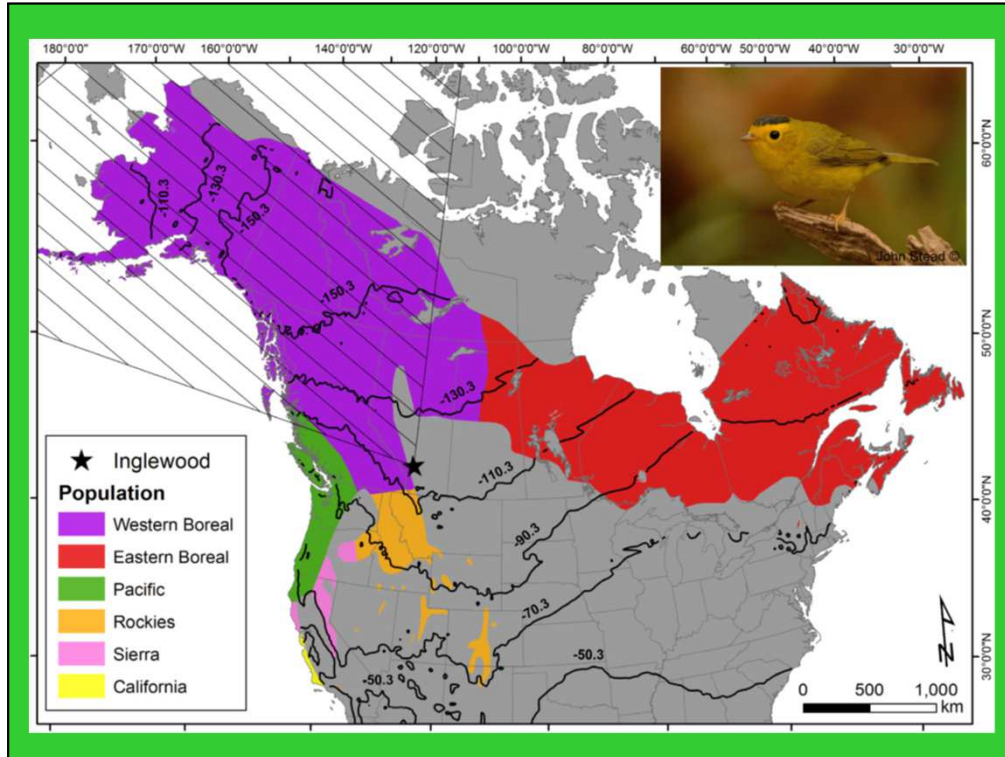 180°0'0"W 170°0'0"W 160°0'0"W 140°0'0"W 120°0'0"W 100°0'0"W 80°0'0"W 60°0'0"W 50°0'0"W 40°0'0"W 30°0'0"W
60°0'0"N
50°0'0"N
40°0'0"N
30°0'0"N
John Stead ©
-110.3
-130.3
-150.3
-150.3
-130.3
-110.3
-90.3
-70.3
-50.3
-50.3
Inglewood
Population
Western Boreal
Eastern Boreal
Pacific
Rockies
Sierra
California
N
0 500 1,000
km